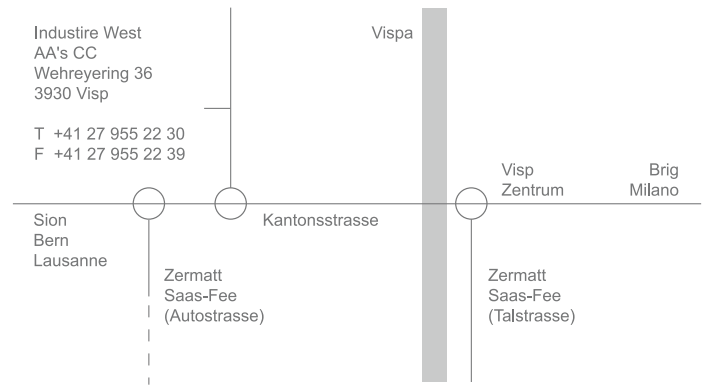 Industire West
AA's CC
Wehreyering 36
3930 Visp
T +41 27 955 22 30
F +41 27 955 22 39
Vispa
Visp
Zentrum
Brig
Milano
Sion
Bern
Lausanne
Kantonsstrasse
Zermatt
Saas-Fee
(Autostrasse)
Zermatt
Saas-Fee
(Talstrasse)